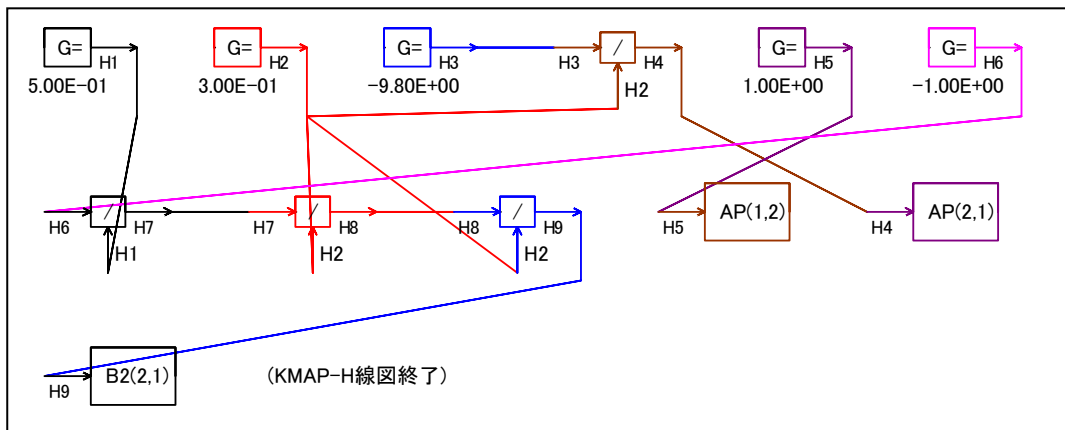 G= H1 G= H2 G= H3 H3 / H4 G= H5 G= H6
5.00E-01 3.00E-01 -9.80E+00 H2 1.00E+00 -1.00E+00
H6 / H7 H7 / H8 H8 / H9 H5 AP(1,2) H4 AP(2,1)
H1 H2 H2
H9 B2(2,1) (KMAP-H線図終了)